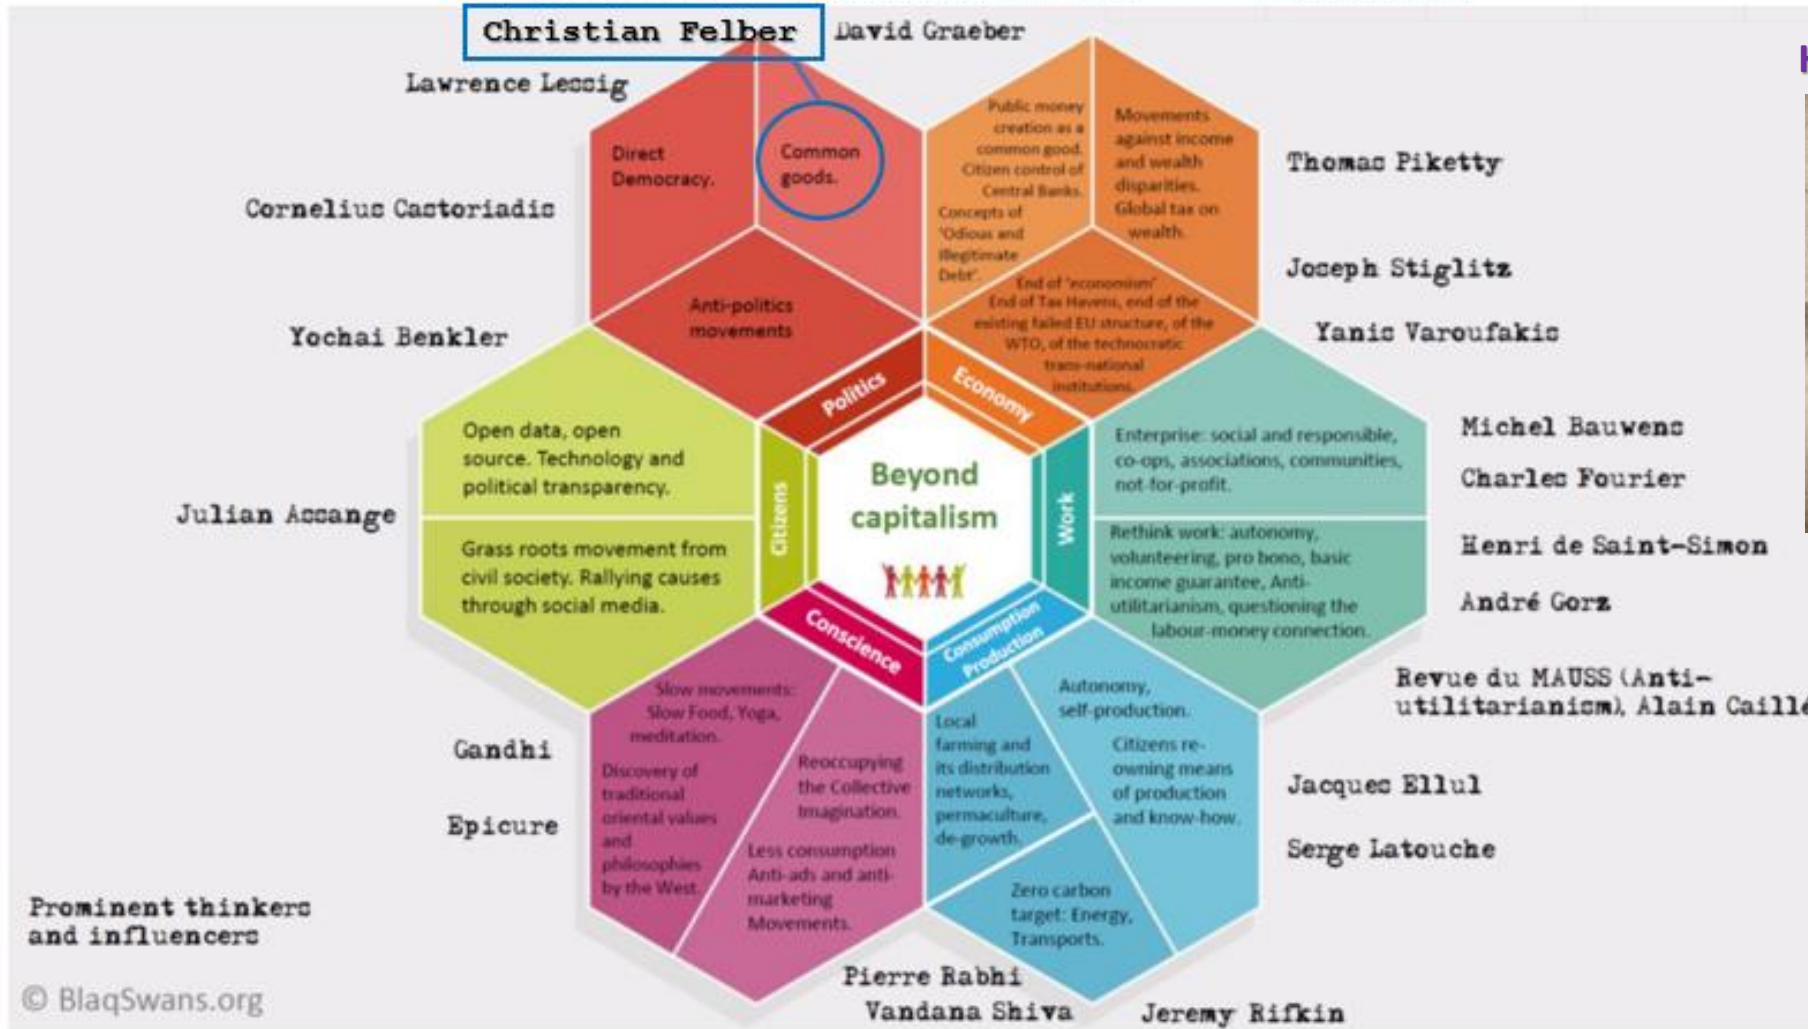 Christian Felber
David Graeber
Lawrence Lessig
Cornelius Castoriadis
Yochai Benkler
Julian Assange
Gandhi
Epicure
Prominent thinkers
and influencers
© BlaqSwans.org
Direct
Democracy.
Common
goods.
Anti-politics
movements
Politics
Public money
creation as a
common good.
Citizen control of
Central Banks.
Concepts of
'Odious and
Illegitimate
Debt'.
Movements
against income
and wealth
disparities.
Global tax on
wealth.
End of 'economism'
End of Tax Havens, end of the
existing failed EU structure, of the
WTO, of the technocratic
trans-national
institutions.
Economy
Thomas Piketty
Joseph Stiglitz
Yanis Varoufakis
Open data, open
source. Technology and
political transparency.
Grass roots movement from
civil society. Rallying causes
through social media.
Citizens
Beyond
capitalism
Work
Enterprise: social and responsible,
co-ops, associations, communities,
not-for-profit.
Rethink work: autonomy,
volunteering, pro bono, basic
income guarantee, Anti-
utilitarianism, questioning the
labour-money connection.
Michel Bauwens
Charles Fourier
Henri de Saint-Simon
André Gorz
Revue du MAUSS (Anti-
utilitarianism), Alain Caillé
Conscience
Slow movements:
Slow Food, Yoga,
meditation.
Discovery of
traditional
oriental values
and
philosophies
by the West.
Reoccupying
the Collective
Imagination.
Less consumption
Anti-ads and anti-
marketing
Movements.
Consumption
Production
Local
farming and
its distribution
networks,
permaculture,
de-growth.
Autonomy,
self-production.
Citizens re-
owning means
of production
and know-how.
Zero carbon
target: Energy,
Transports.
Jacques Ellul
Serge Latouche
Pierre Rabhi
Vandana Shiva
Jeremy Rifkin